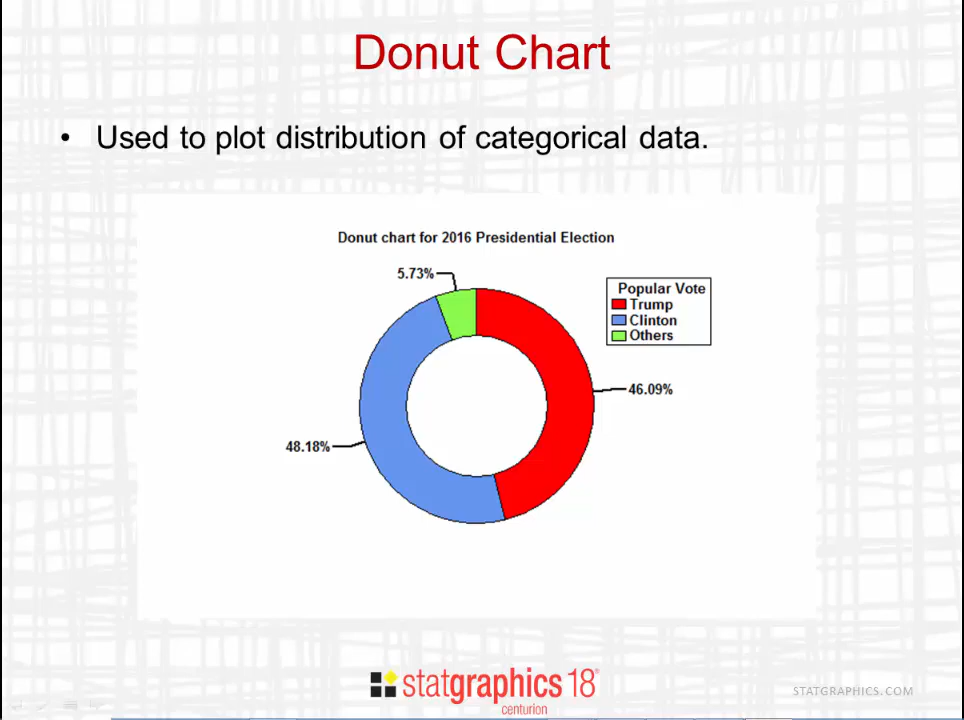 Donut Chart
• Used to plot distribution of categorical data.
Donut chart for 2016 Presidential Election
5.73%
Popular Vote
Trump
Clinton
Others
46.09%
48.18%
statgraphics 18®
centurion
STATGRAPHICS.COM